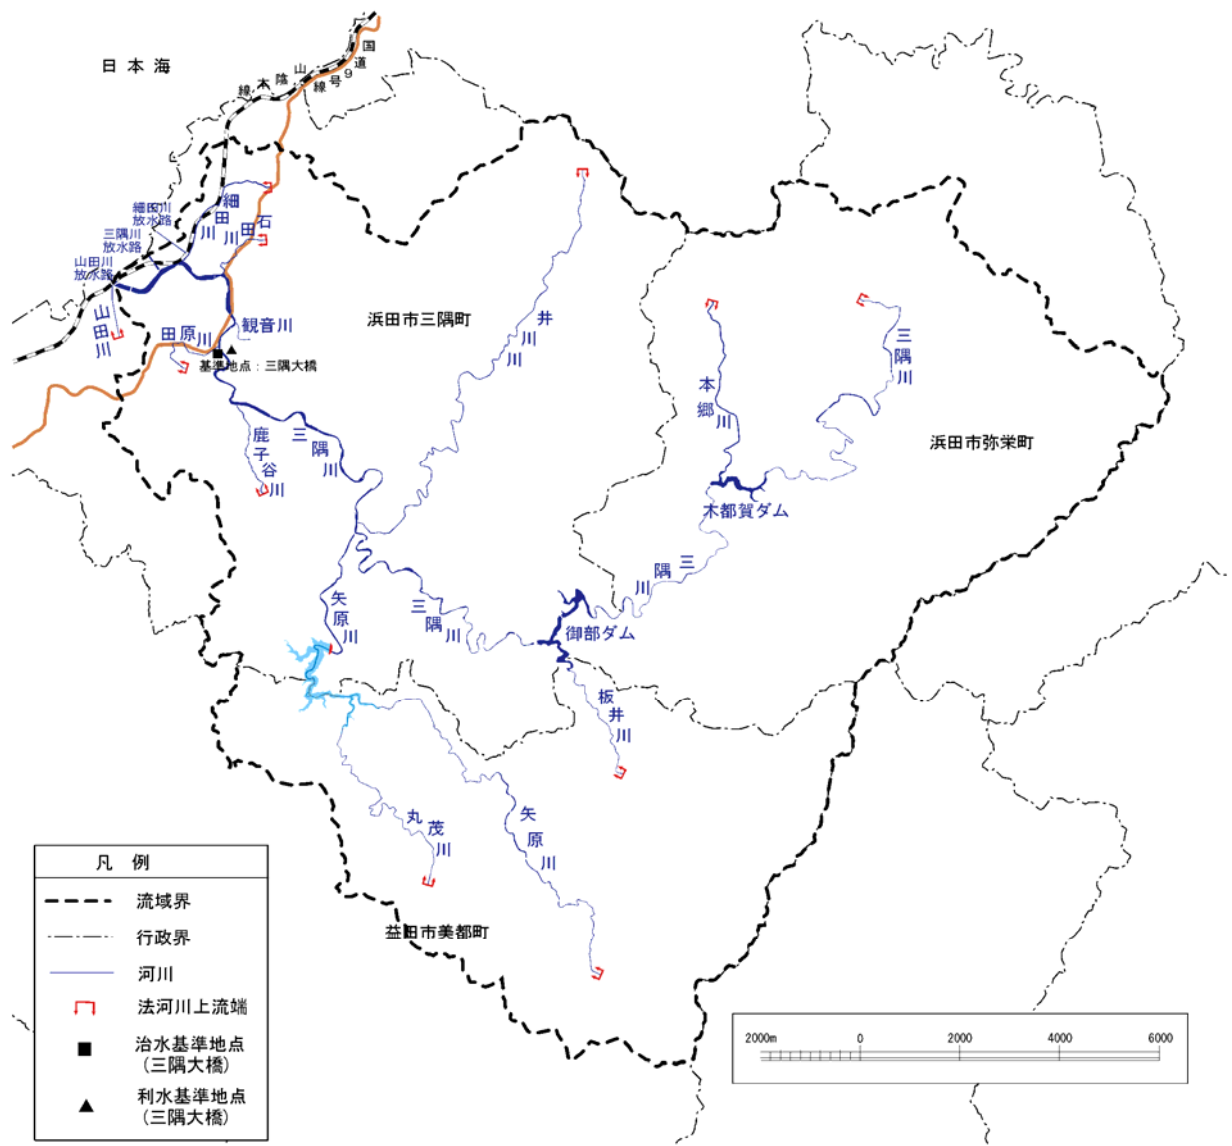 日本海
国道9号線
山陰本線
細田川
放水路
三隅川
放水路
山田川
放水路
細田川
石田川
山田川
田原川
観音川
基準地点：三隅大橋
浜田市三隅町
井川川
本郷川
三隅川
浜田市弥栄町
鹿子谷川
三隅川
木都賀ダム
三隅川
矢原川
三隅川
御部ダム
板井川
丸茂川
矢原川
益田市美都町
凡例
流域界
行政界
河川
法河川上流端
治水基準地点
(三隅大橋)
利水基準地点
(三隅大橋)
2000m 0 2000 4000 6000